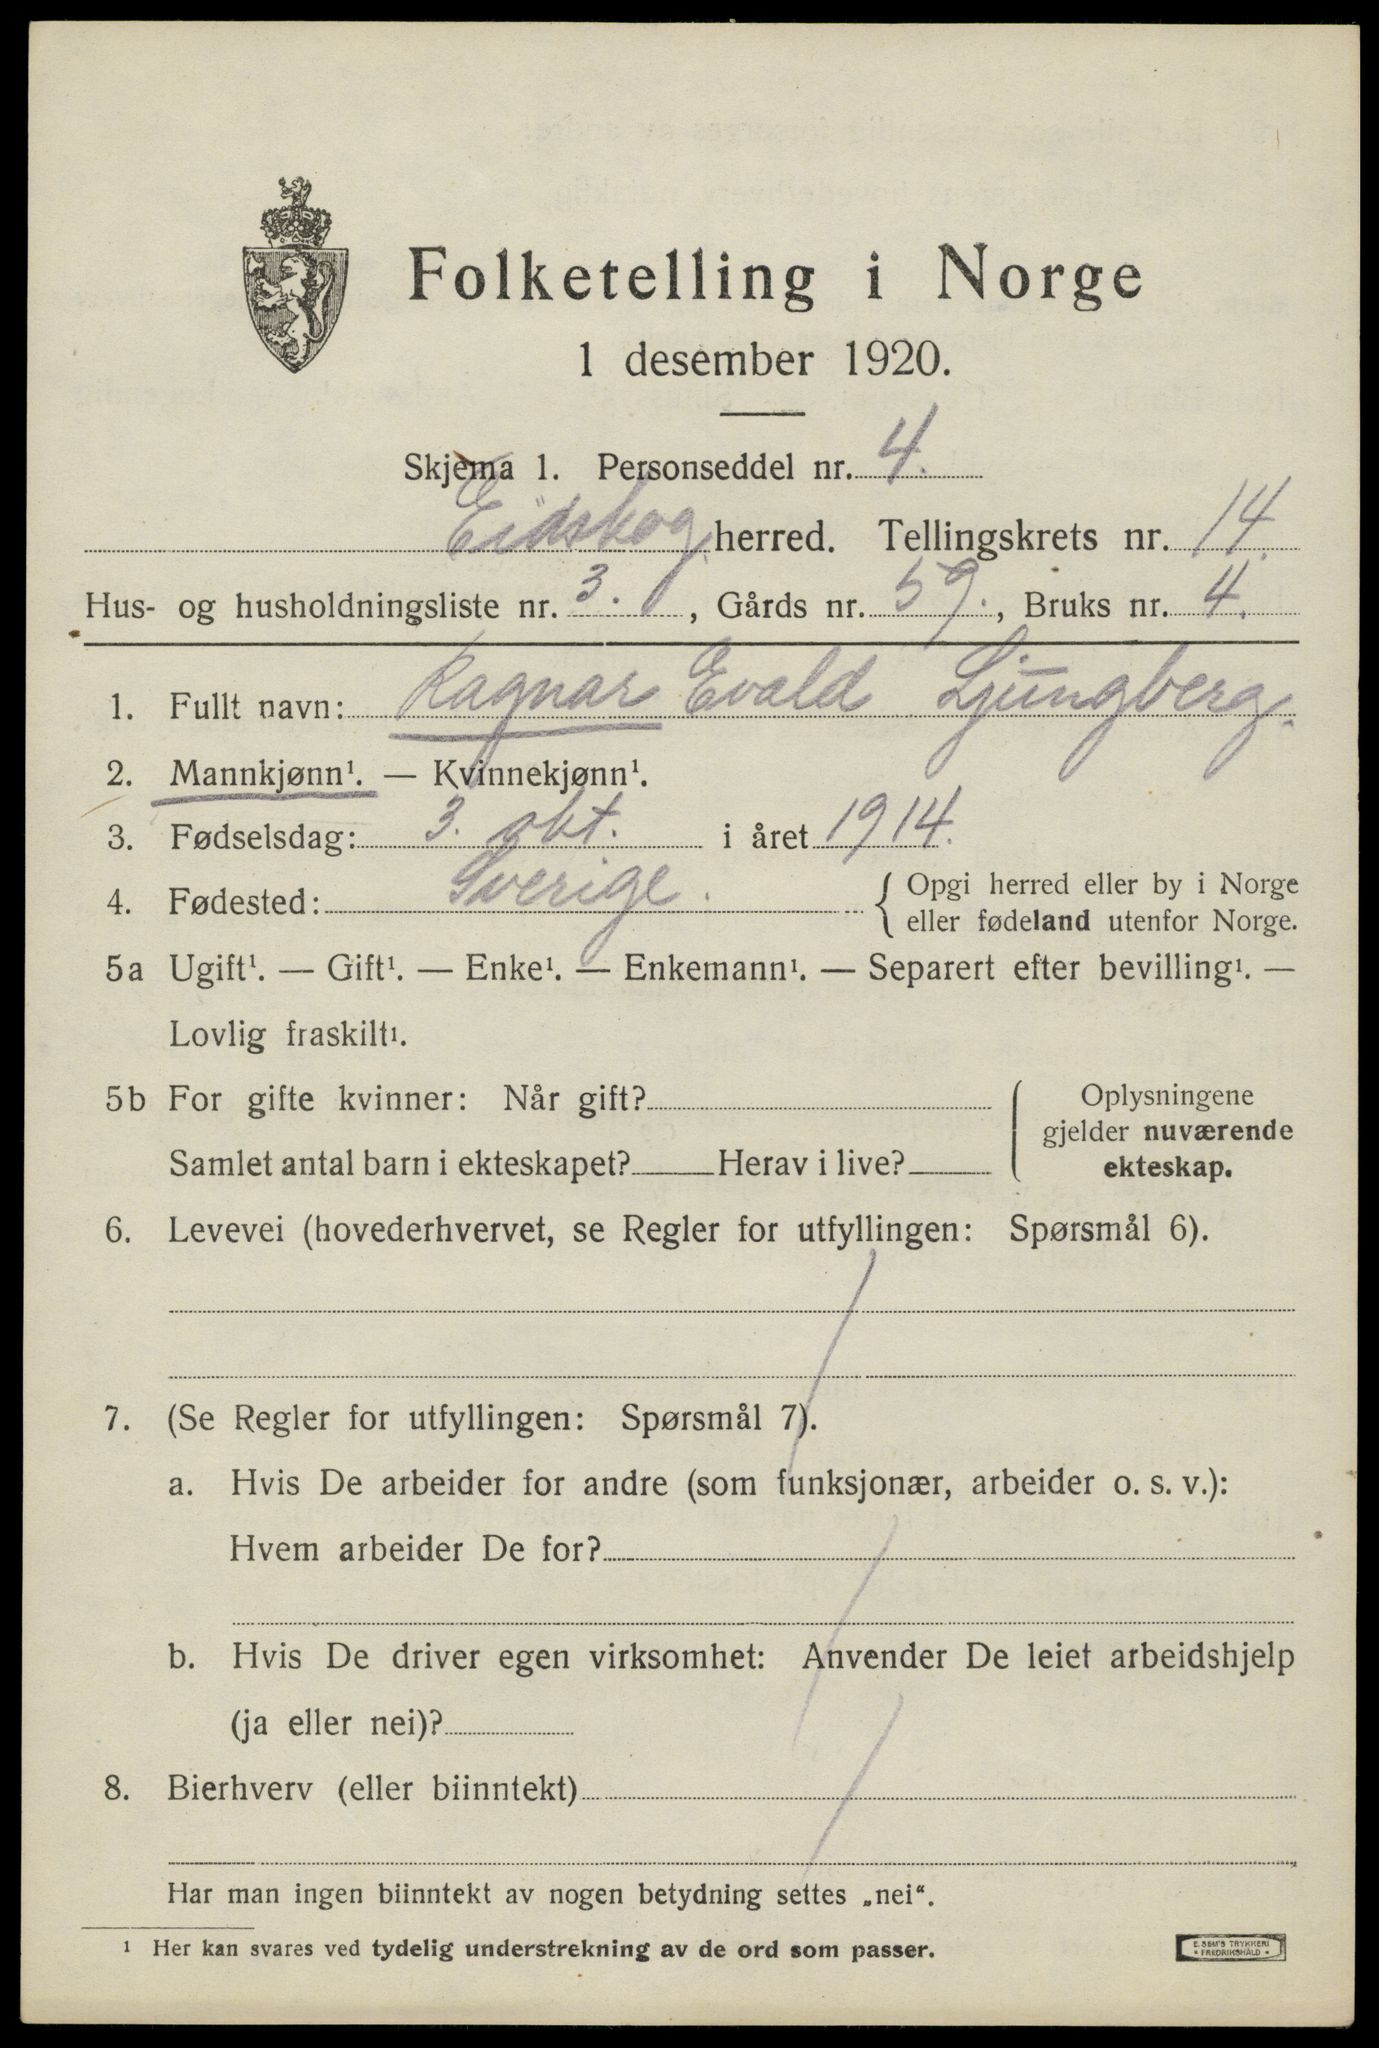 Folketelling i Norge
1 desember 1920.
Skjema 1. Personseddel nr. 4.
Eidskog herred. Tellingskrets nr. 14.
Hus- og husholdningsliste nr. 3. , Gårds nr. 59. , Bruks nr. 4.
1. Fullt navn: Ragnar Evald Ljungberg.
2. Mannkjønn¹. — Kvinnekjønn¹.
3. Fødselsdag: 3. okt. i året 1914.
4. Fødested: Sverige. { Opgi herred eller by i Norge
eller fødeland utenfor Norge.
5a Ugift¹. — Gift¹. — Enke¹. — Enkemann¹. — Separert efter bevilling¹. —
Lovlig fraskilt¹.
5b For gifte kvinner: Når gift?
Samlet antal barn i ekteskapet? Herav i live?
Oplysningene
gjelder nuværende
ekteskap.
6. Levevei (hovederhvervet, se Regler for utfyllingen: Spørsmål 6).
7. (Se Regler for utfyllingen: Spørsmål 7).
a. Hvis De arbeider for andre (som funksjonær, arbeider o. s. v.):
Hvem arbeider De for?
b. Hvis De driver egen virksomhet: Anvender De leiet arbeidshjelp
(ja eller nei)?
8. Bierhverv (eller biinntekt)
Har man ingen biinntekt av nogen betydning settes „nei“.
¹ Her kan svares ved tydelig understrekning av de ord som passer.
E. SEM'S TRYKKERI
• FREDRIKSHALD •